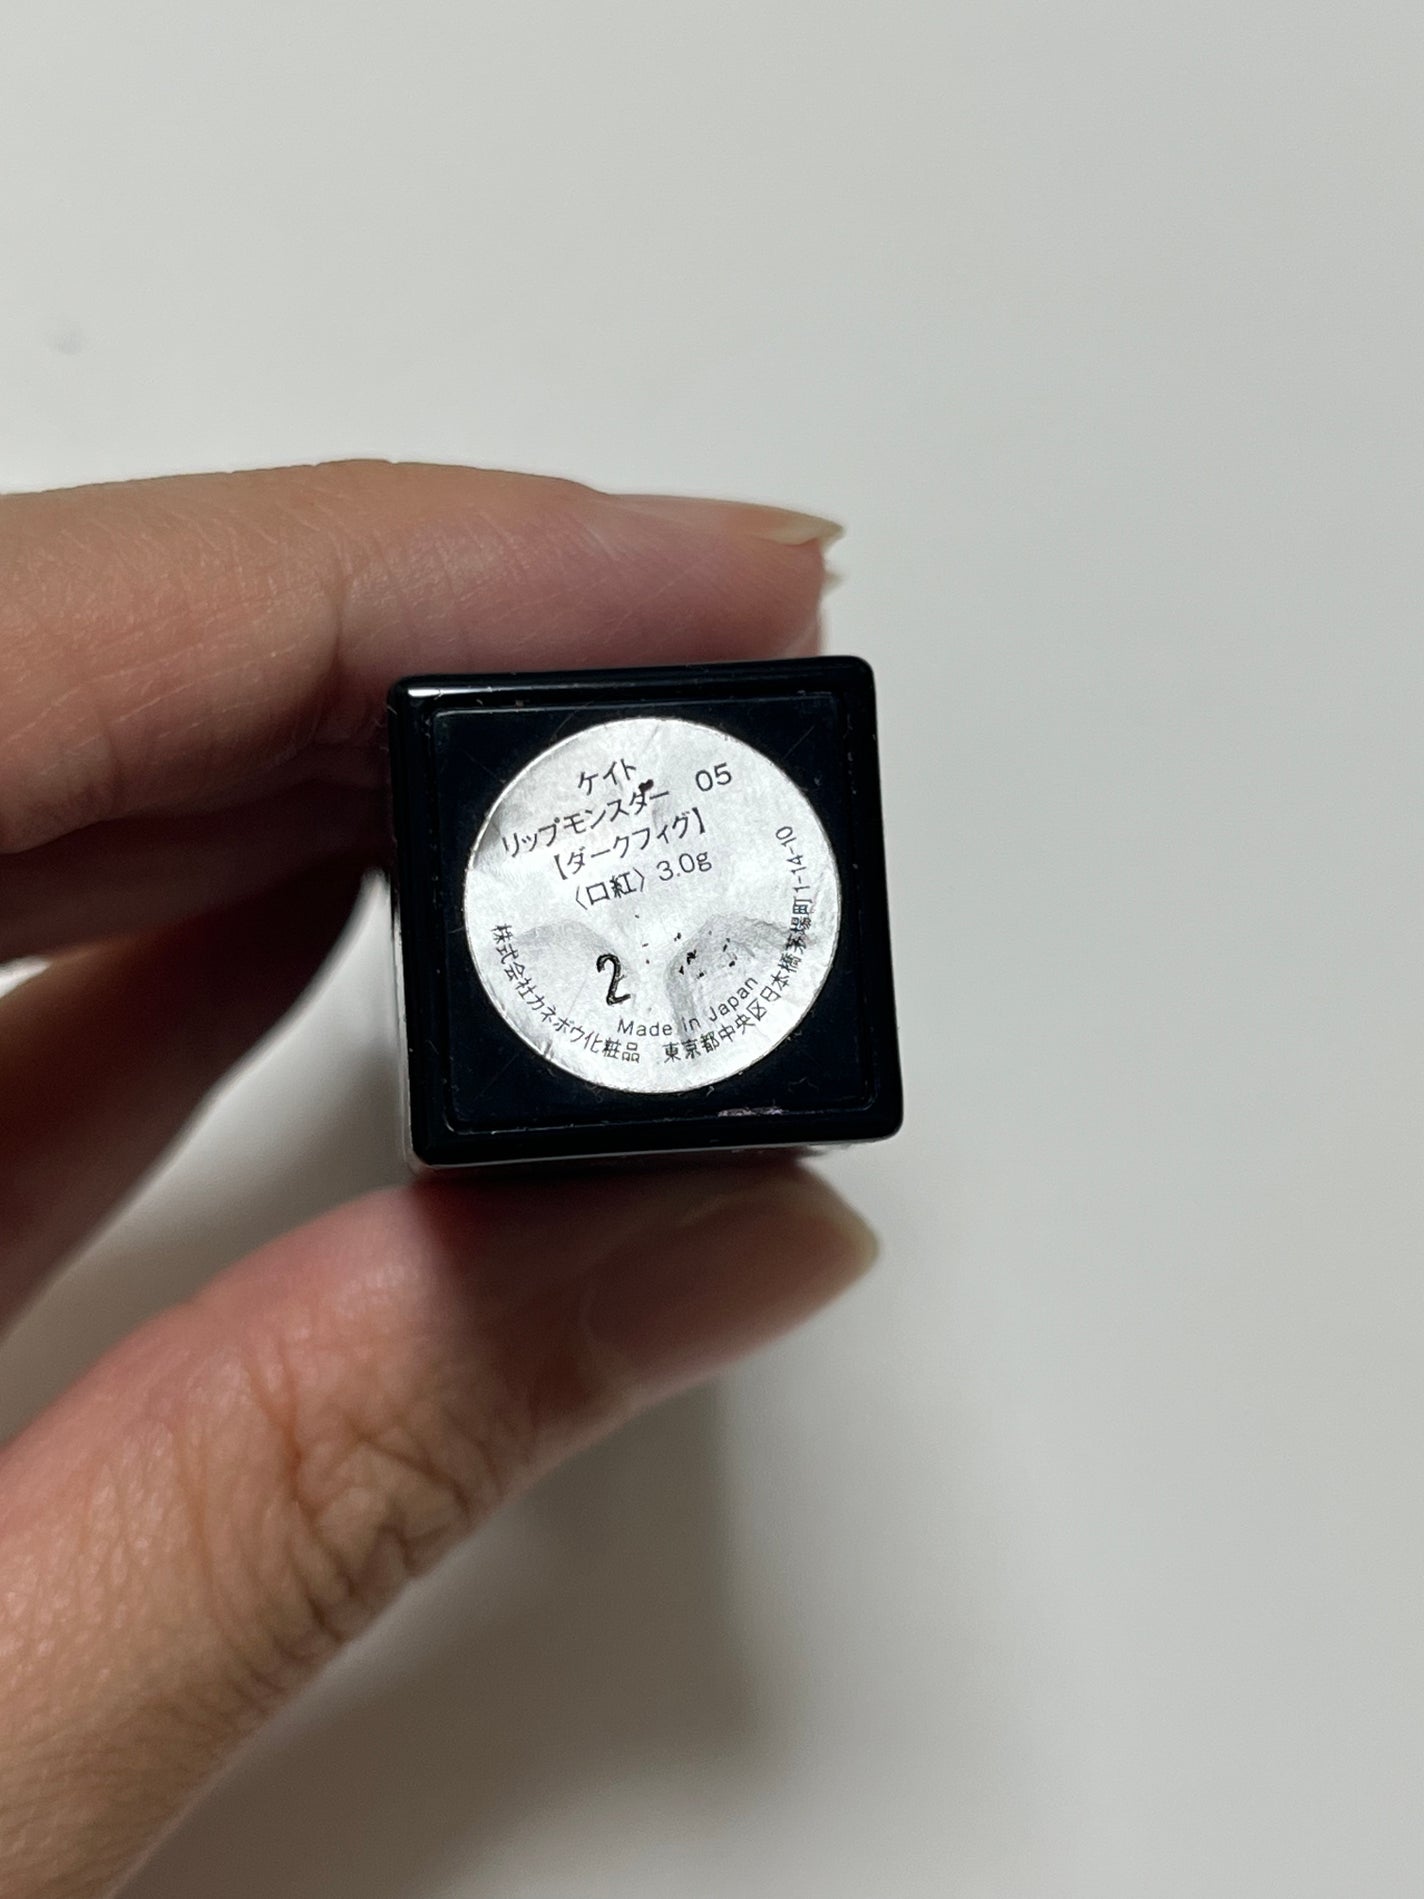 ケイト
リップモンスター 05
【ダークフィグ】
〈口紅〉3.0g
2
Made in Japan
株式会社カネボウ化粧品 東京都中央区日本橋茅場町1-14-10